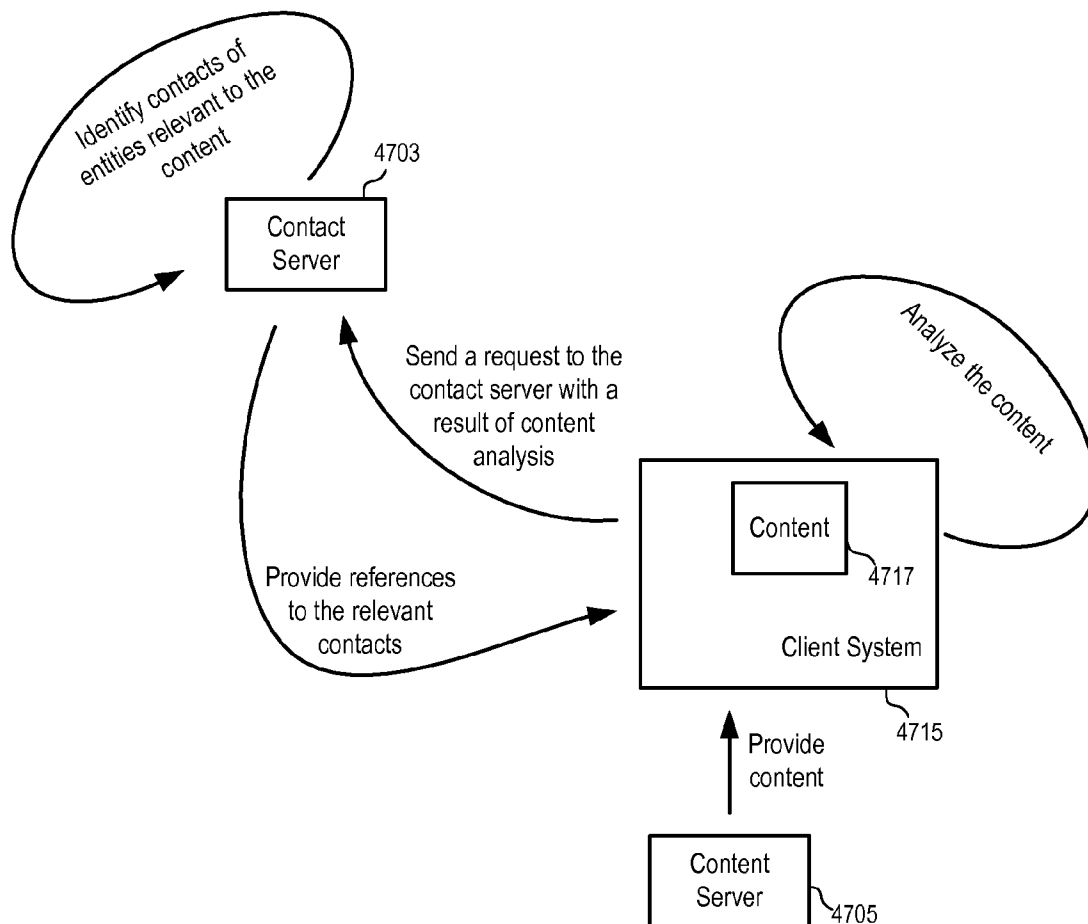 Identify contacts of
entities relevant to the
content
4703
Contact
Server
Send a request to the
contact server with a
result of content
analysis
Analyze the content
Content
4717
Provide references
to the relevant
contacts
Client System
4715
Provide
content
Content
Server
4705